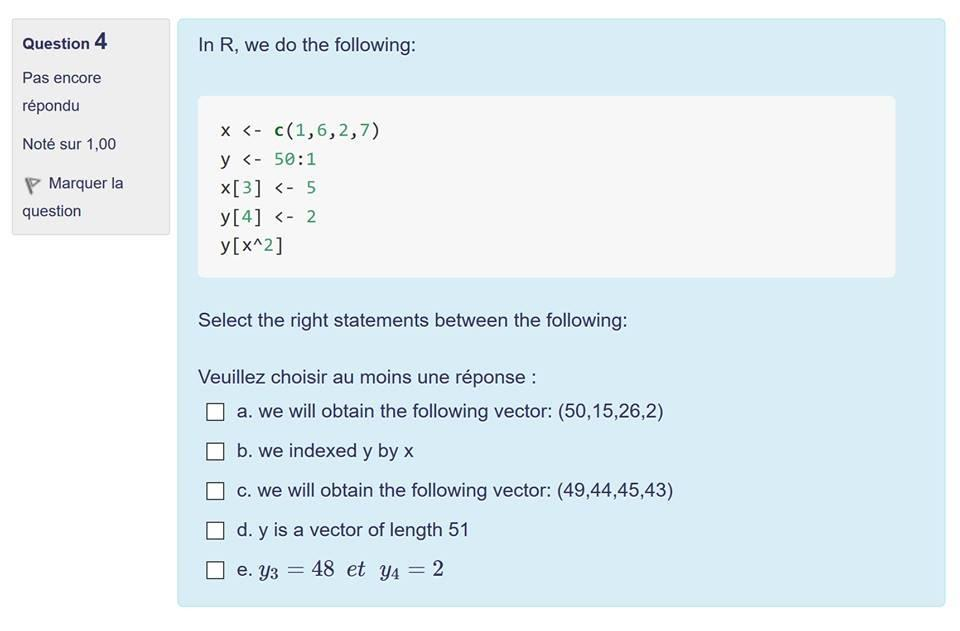 Question 4
Pas encore
répondu
Noté sur 1,00
Marquer la
question
In R, we do the following:
x <- c(1,6,2,7)
y <- 50:1
x[3] <- 5
y[4] <- 2
y[x^2]
Select the right statements between the following:
Veuillez choisir au moins une réponse :
a. we will obtain the following vector: (50,15,26,2)
b. we indexed y by x
c. we will obtain the following vector: (49,44,45,43)
d. y is a vector of length 51
e. y₃ = 48 et y₄ = 2